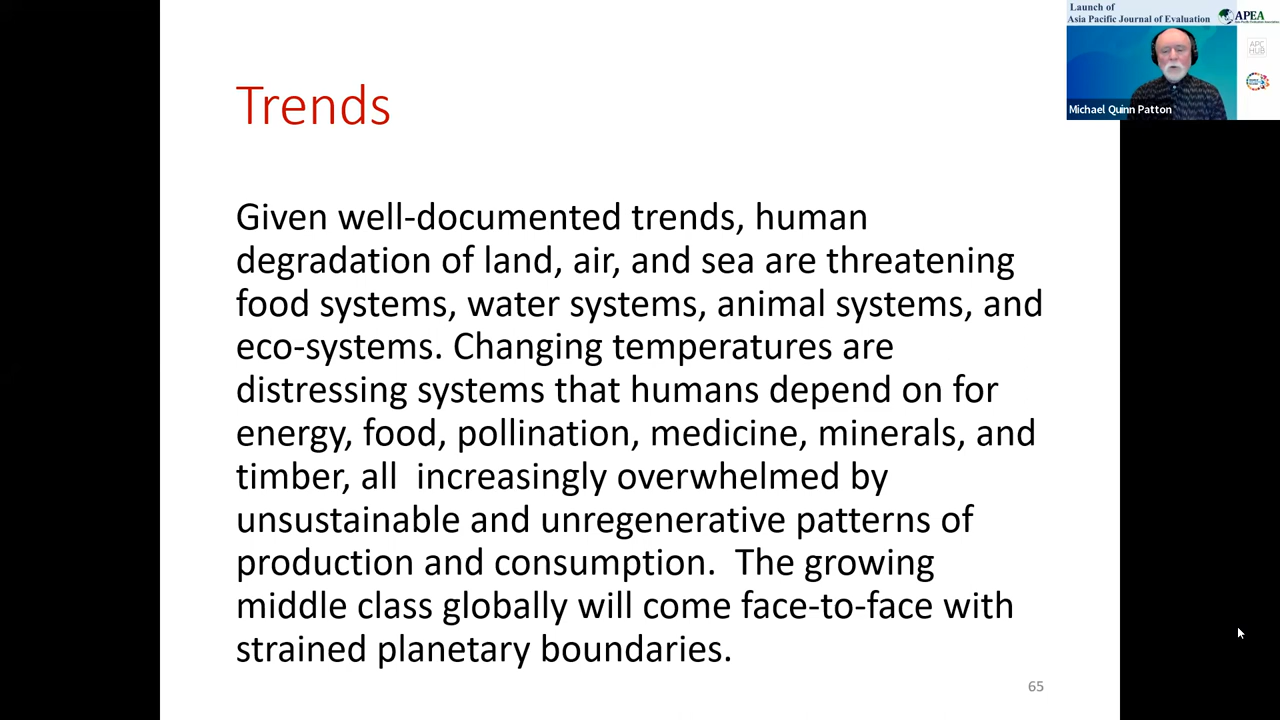 Launch of
Asia Pacific Journal of Evaluation
APEA
APC
HUB
Michael Quinn Patton
Trends
Given well-documented trends, human
degradation of land, air, and sea are threatening
food systems, water systems, animal systems, and
eco-systems. Changing temperatures are
distressing systems that humans depend on for
energy, food, pollination, medicine, minerals, and
timber, all  increasingly overwhelmed by
unsustainable and unregenerative patterns of
production and consumption.  The growing
middle class globally will come face-to-face with
strained planetary boundaries.
65